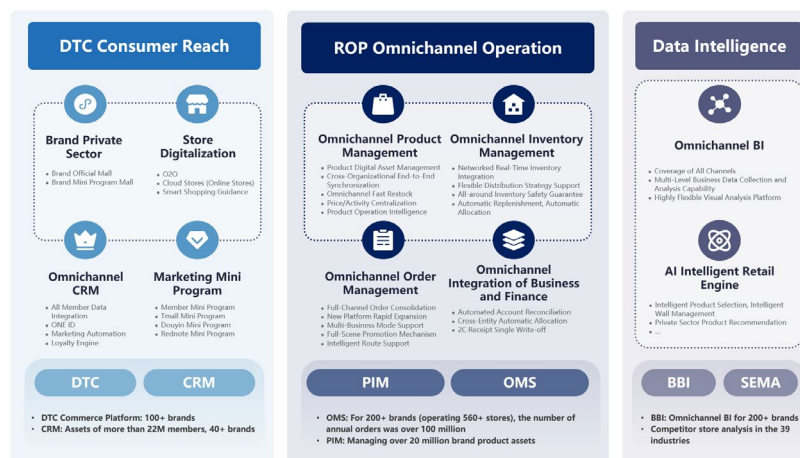 DTC Consumer Reach
Brand Private
Sector
• Brand Official Mall
• Brand Mini Program Mall
Store
Digitalization
• O2O
• Cloud Stores (Online Stores)
• Smart Shopping Guidance
Omnichannel
CRM
• All Member Data
Integration
• ONE ID
• Marketing Automation
• Loyalty Engine
Marketing Mini
Program
• Member Mini Program
• Tmall Mini Program
• Douyin Mini Program
• Rednote Mini Program
DTC
CRM
• DTC Commerce Platform: 100+ brands
• CRM: Assets of more than 22M members, 40+ brands
ROP Omnichannel Operation
Omnichannel Product
Management
• Product Digital Asset Management
• Cross-Organizational End-to-End
Synchronization
• Omnichannel Fast Restock
• Price/Activity Centralization
• Product Operation Intelligence
Omnichannel Inventory
Management
• Networked Real-Time Inventory
Integration
• Flexible Distribution Strategy Support
• All-around Inventory Safety Guarantee
• Automatic Replenishment, Automatic
Allocation
Omnichannel Order
Management
• Full-Channel Order Consolidation
• New Platform Rapid Expansion
• Multi-Business Mode Support
• Full-Scene Promotion Mechanism
• Intelligent Route Support
Omnichannel
Integration of Business
and Finance
• Automated Account Reconciliation
• Cross-Entity Automatic Allocation
• 2C Receipt Single Write-off
PIM
OMS
• OMS: For 200+ brands (operating 560+ stores), the number of
annual orders was over 100 million
• PIM: Managing over 20 million brand product assets
Data Intelligence
Omnichannel BI
• Coverage of All Channels
• Multi-Level Business Data Collection and
Analysis Capability
• Highly Flexible Visual Analysis Platform
AI Intelligent Retail
Engine
• Intelligent Product Selection, Intelligent
Wall Management
• Private Sector Product Recommendation
• ...
BBI
SEMA
• BBI: Omnichannel BI for 200+ brands
• Competitor store analysis in the 39
industries